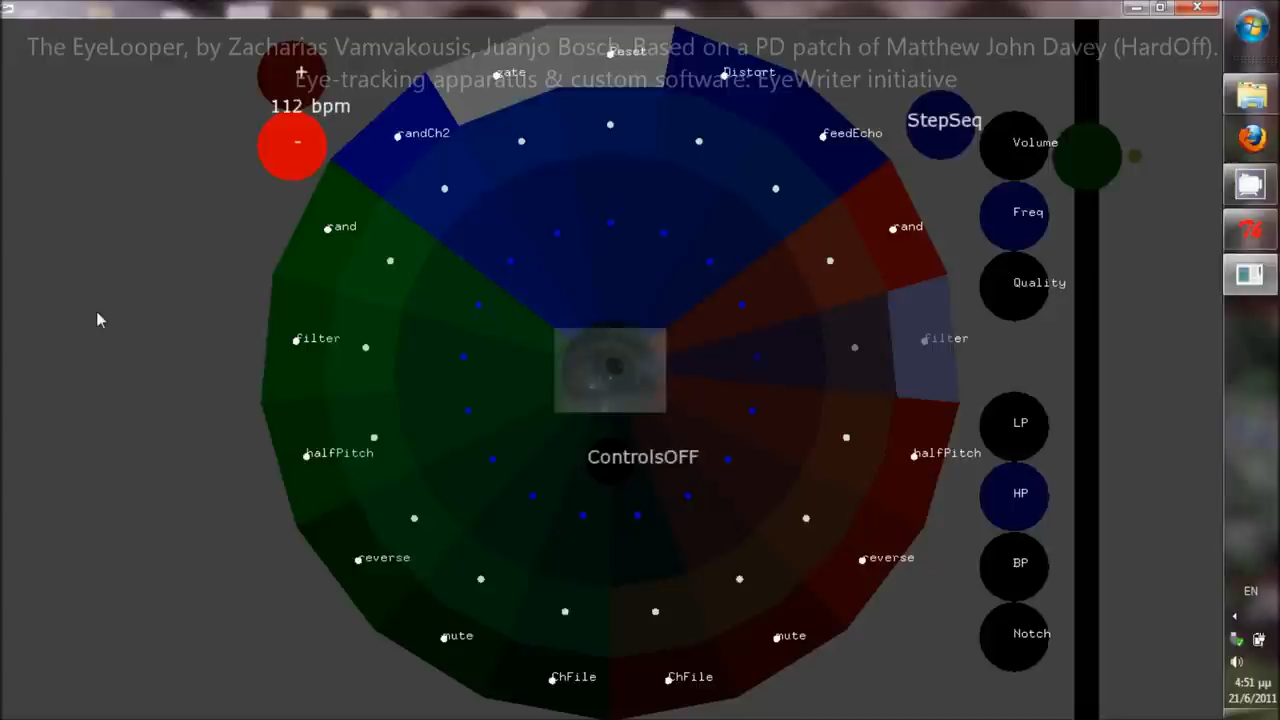 The EyeLooper, by Zacharias Vamvakousis, Juanjo Bosch. Based on a PD patch of Matthew John Davey (HardOff).
Eye-tracking apparattus & custom software: EyeWriter initiative
+
112 bpm
-
Reset
gate
Distort
randCh2
feedEcho
StepSeq
Volume
rand
rand
Freq
Quality
filter
filter
halfPitch
halfPitch
ControlsOFF
LP
HP
reverse
reverse
BP
mute
mute
Notch
ChFile
ChFile
EN
4:51 μμ
21/6/2011